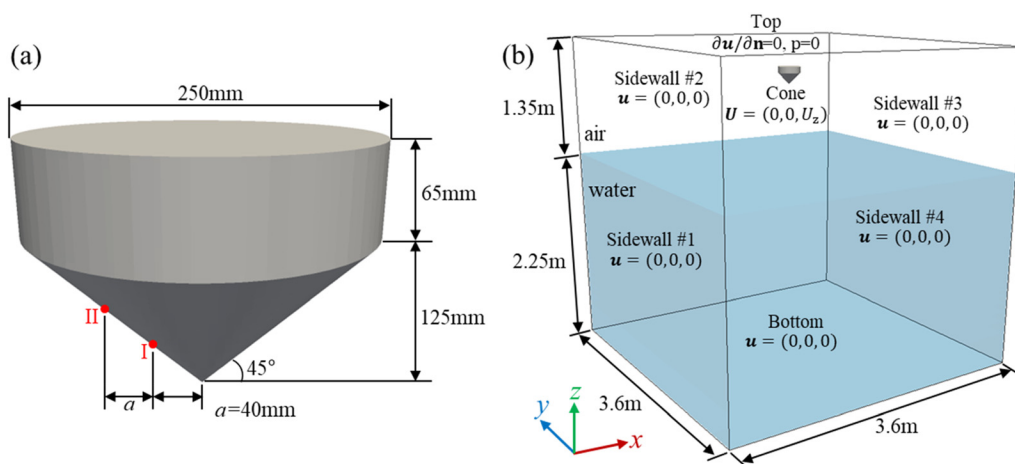 (a)
250mm
65mm
125mm
II
I
45°
a
a=40mm
(b)
Top
∂u/∂n=0, p=0
Sidewall #2
u = (0,0,0)
Cone
U = (0,0,U_z)
Sidewall #3
u = (0,0,0)
1.35m
air
water
Sidewall #1
u = (0,0,0)
Sidewall #4
u = (0,0,0)
2.25m
Bottom
u = (0,0,0)
3.6m
3.6m
z
y
x